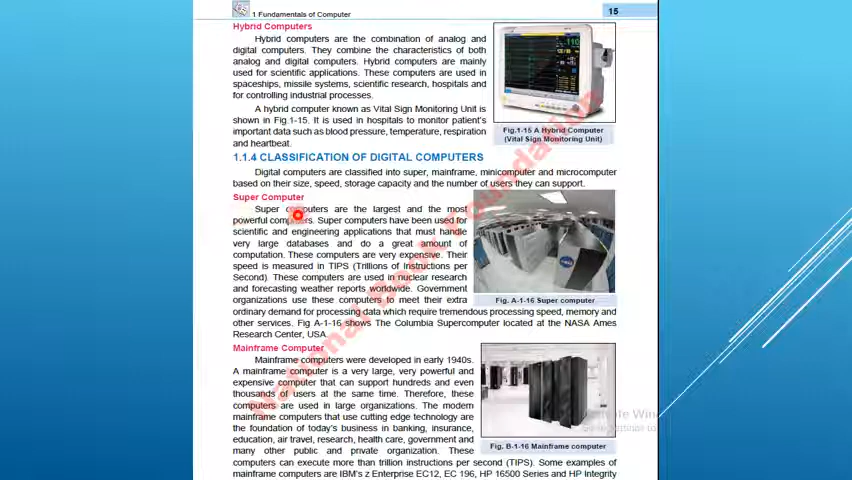 1 Fundamentals of Computer
15
Hybrid Computers
Hybrid computers are the combination of analog and
digital computers. They combine the characteristics of both
analog and digital computers. Hybrid computers are mainly
used for scientific applications. These computers are used in
spaceships, missile systems, scientific research, hospitals and
for controlling industrial processes.
A hybrid computer known as Vital Sign Monitoring Unit is
shown in Fig.1-15. It is used in hospitals to monitor patient's
important data such as blood pressure, temperature, respiration
and heartbeat.
Fig.1-15 A Hybrid Computer
(Vital Sign Monitoring Unit)
1.1.4 CLASSIFICATION OF DIGITAL COMPUTERS
Digital computers are classified into super, mainframe, minicomputer and microcomputer
based on their size, speed, storage capacity and the number of users they can support.
Super Computer
Super computers are the largest and the most
powerful computers. Super computers have been used for
scientific and engineering applications that must handle
very large databases and do a great amount of
computation. These computers are very expensive. Their
speed is measured in TIPS (Trillions of Instructions per
Second). These computers are used in nuclear research
and forecasting weather reports worldwide. Government
organizations use these computers to meet their extra
ordinary demand for processing data which require tremendous processing speed, memory and
other services. Fig A-1-16 shows The Columbia Supercomputer located at the NASA Ames
Research Center, USA.
Fig. A-1-16 Super computer
Mainframe Computer
Mainframe computers were developed in early 1940s.
A mainframe computer is a very large, very powerful and
expensive computer that can support hundreds and even
thousands of users at the same time. Therefore, these
computers are used in large organizations. The modern
mainframe computers that use cutting edge technology are
the foundation of today's business in banking, insurance,
education, air travel, research, health care, government and
many other public and private organization. These
computers can execute more than trillion instructions per second (TIPS). Some examples of
mainframe computers are IBM's z Enterprise EC12, EC 196, HP 16500 Series and HP Integrity
Fig. B-1-16 Mainframe computer
National Book Foundation